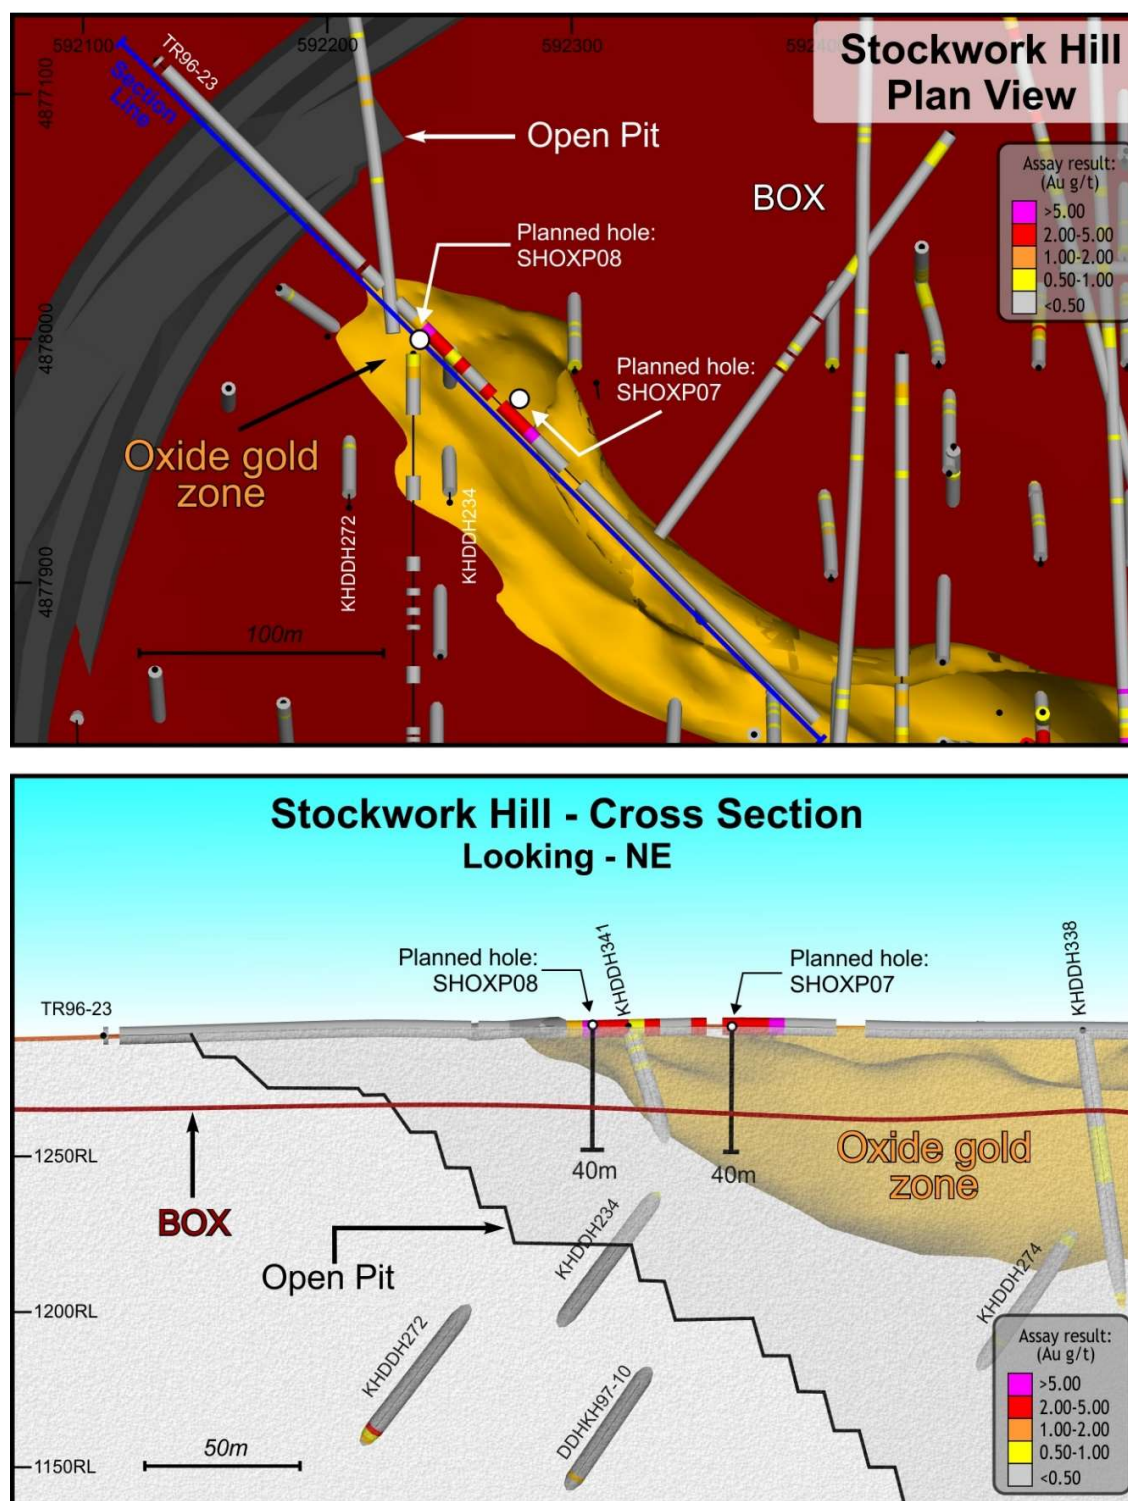 592100
592200
592300
592400
Stockwork Hill
Plan View
4877100
TR96-23
Section
Line
Open Pit
BOX
Assay result:
(Au g/t)
>5.00
2.00-5.00
1.00-2.00
0.50-1.00
<0.50
Planned hole:
SHOXP08
4878000
Planned hole:
SHOXP07
Oxide gold
zone
KHDDH272
KHDDH234
4877900
100m
Stockwork Hill - Cross Section
Looking - NE
Planned hole:
SHOXP08
KHDDH341
Planned hole:
SHOXP07
KHDDH338
TR96-23
1250RL
40m
40m
Oxide gold
zone
BOX
Open Pit
KHDDH234
KHDDH274
1200RL
KHDDH272
DDHKH97-10
Assay result:
(Au g/t)
>5.00
2.00-5.00
1.00-2.00
0.50-1.00
<0.50
50m
1150RL